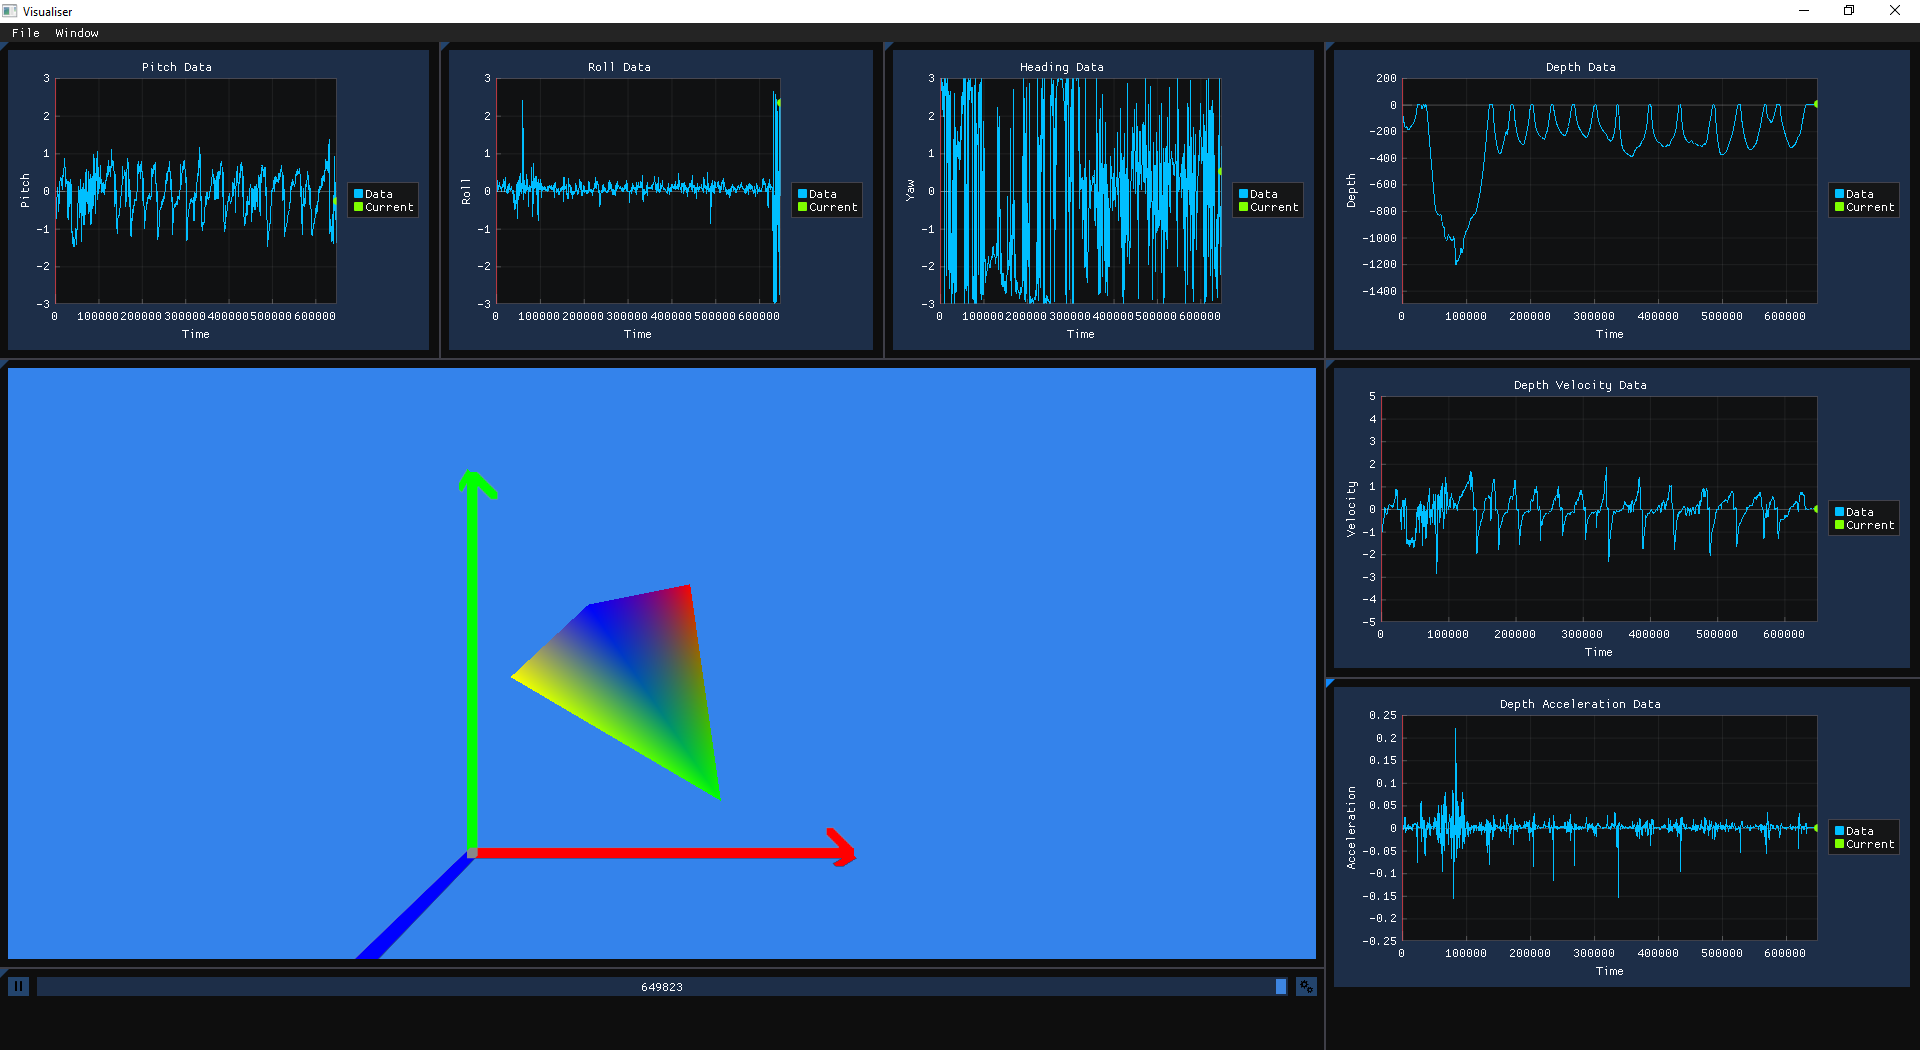 Visualiser
File Window
Pitch Data
3
2
1
0
-1
-2
-3
Pitch
0 100000 200000 300000 400000 500000 600000
Time
Data
Current
Roll Data
3
2
1
0
-1
-2
-3
Roll
0 100000 200000 300000 400000 500000 600000
Time
Data
Current
Heading Data
3
2
1
0
-1
-2
-3
Yaw
0 100000 200000 300000 400000 500000 600000
Time
Data
Current
Depth Data
200
0
-200
-400
-600
-800
-1000
-1200
-1400
Depth
0 100000 200000 300000 400000 500000 600000
Time
Data
Current
Depth Velocity Data
5
4
3
2
1
0
-1
-2
-3
-4
-5
Velocity
0 100000 200000 300000 400000 500000 600000
Time
Data
Current
Depth Acceleration Data
0.25
0.2
0.15
0.1
0.05
0
-0.05
-0.1
-0.15
-0.2
-0.25
Acceleration
0 100000 200000 300000 400000 500000 600000
Time
Data
Current
649823